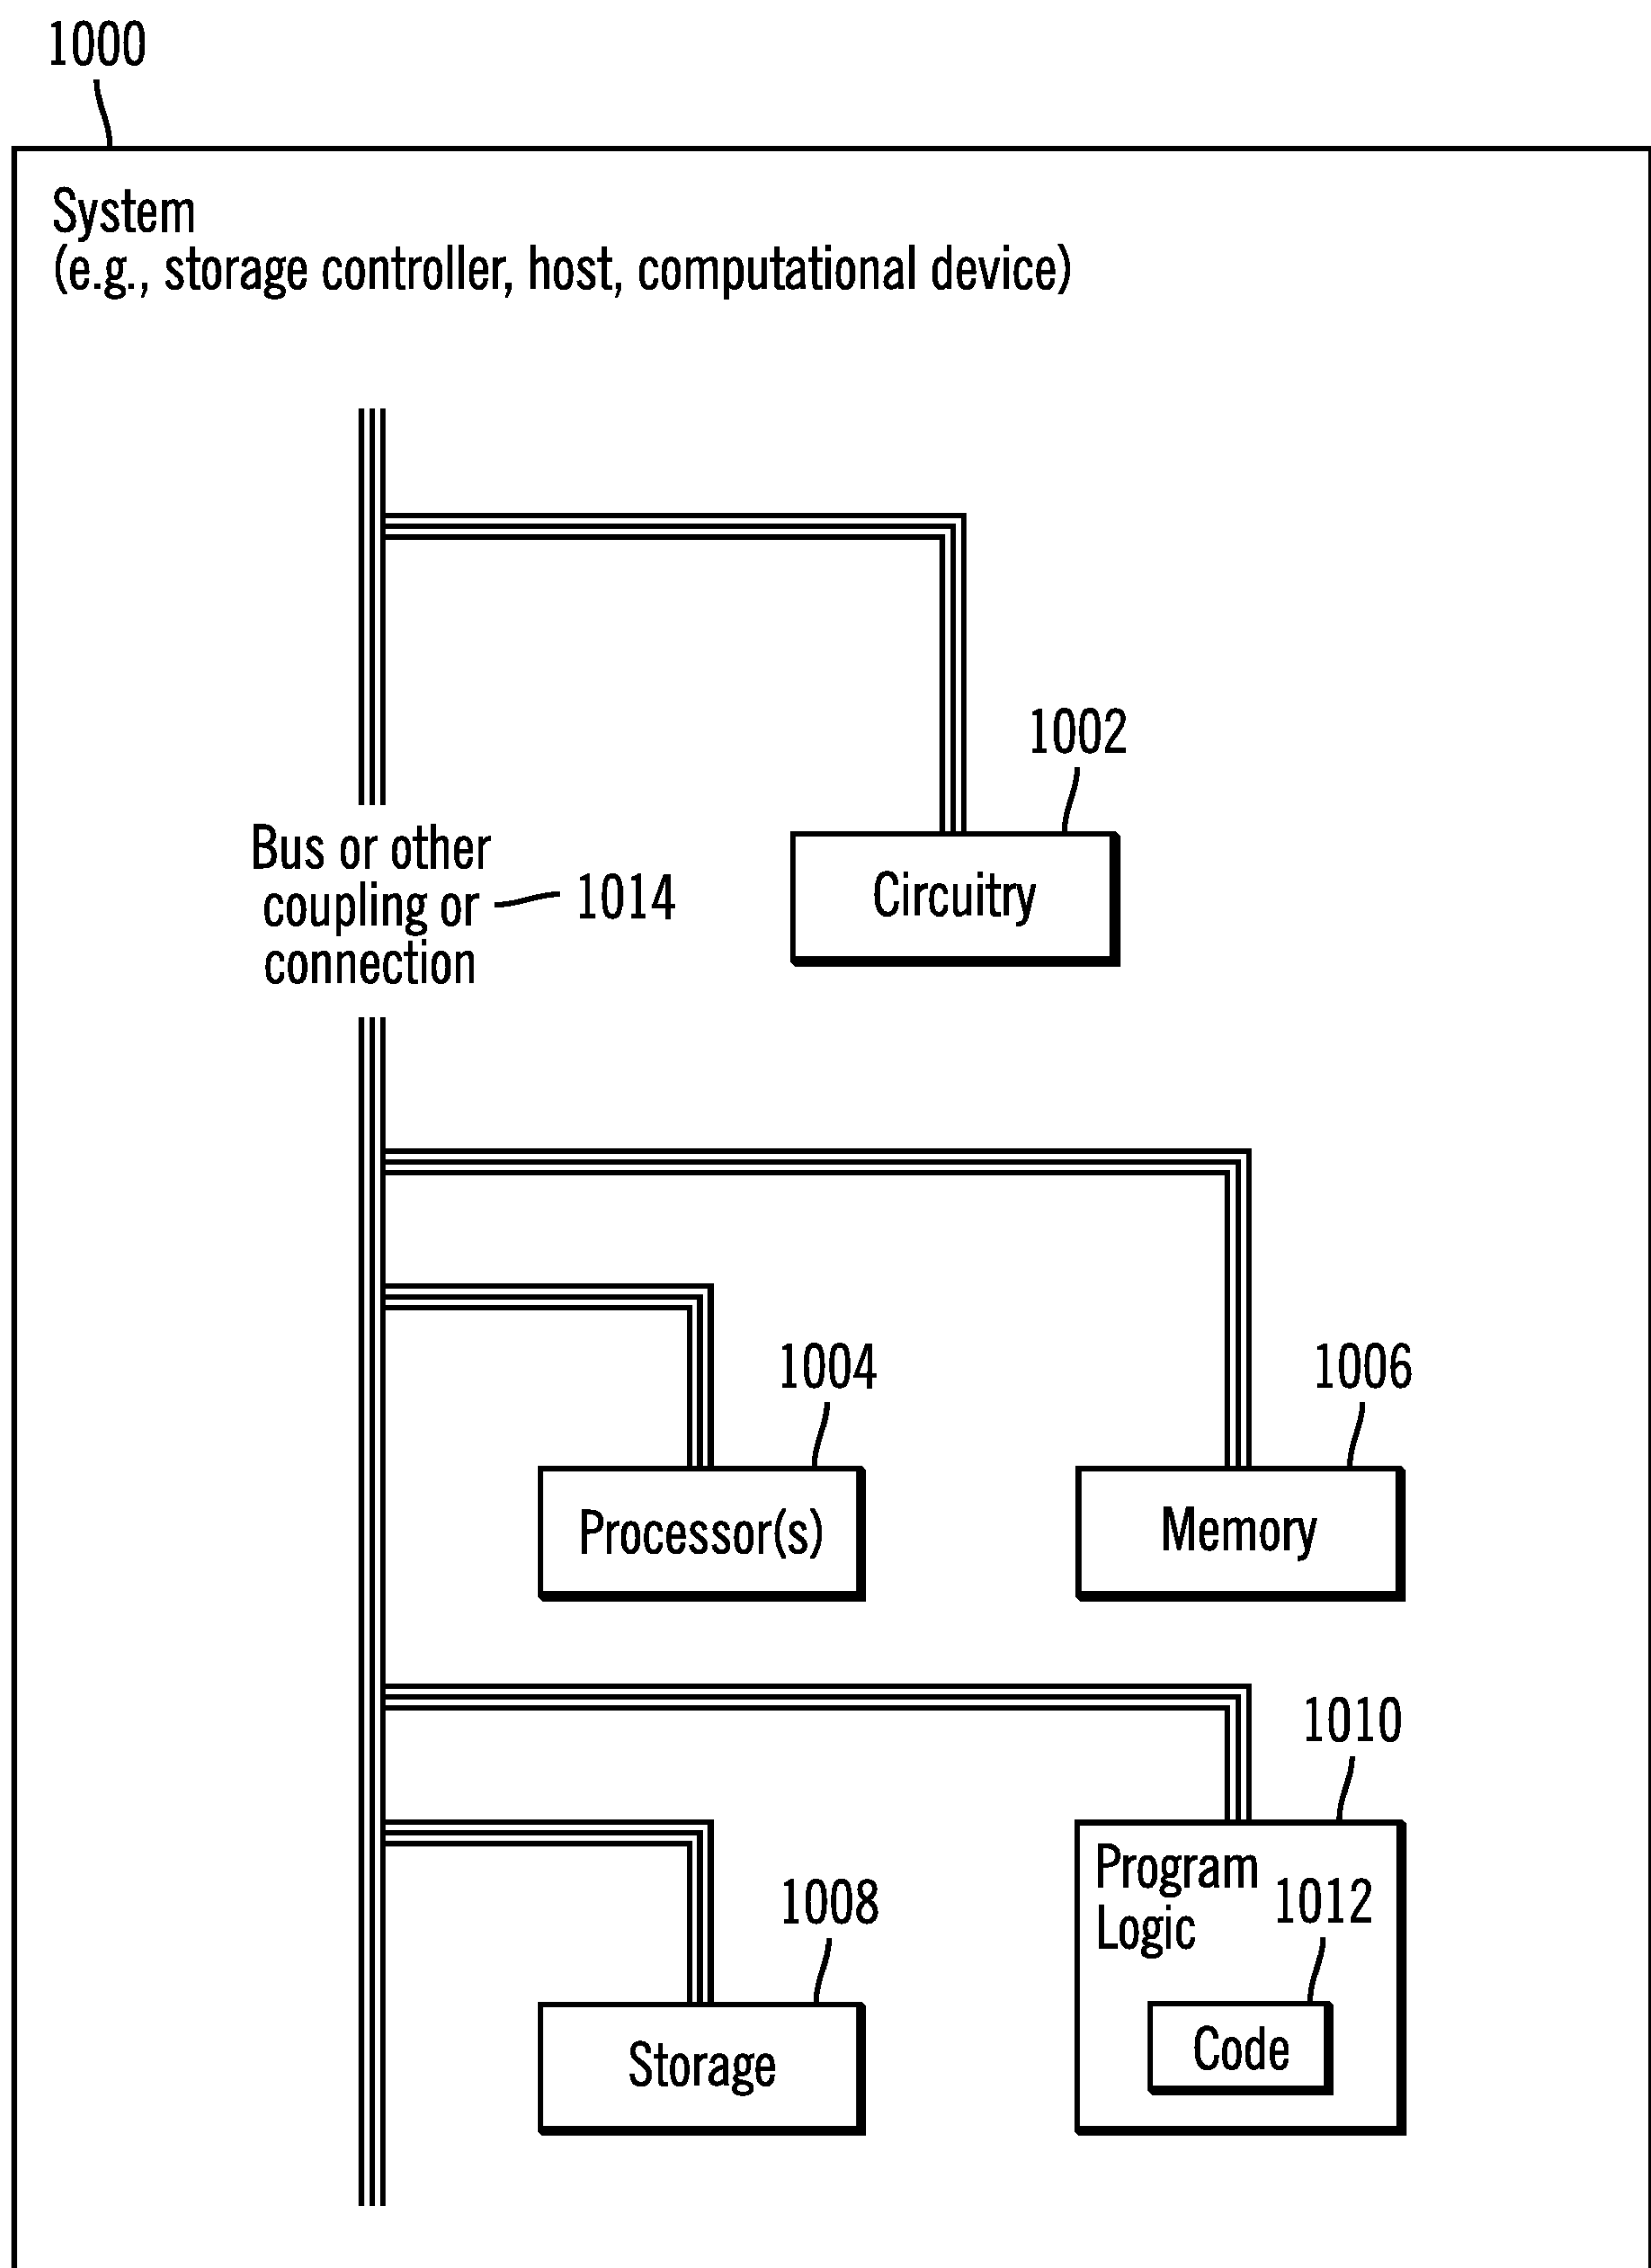 1000
System
(e.g., storage controller, host, computational device)
1002
Bus or other
coupling or
connection
1014
Circuitry
1004
1006
Processor(s)
Memory
1010
1008
Program
Logic
1012
Storage
Code